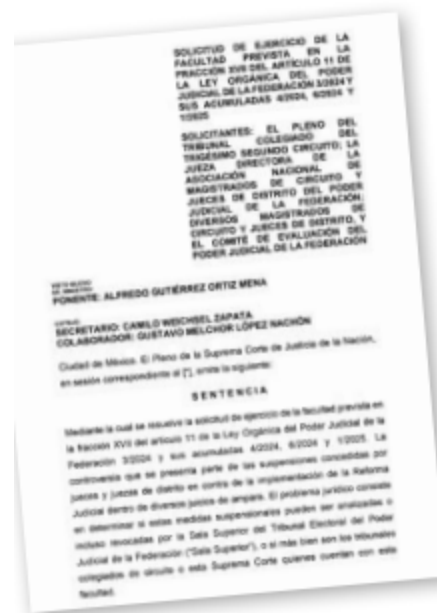 SOLICITUD DE EJERCICIO DE LA
FACULTAD PREVISTA EN LA
FRACCIÓN XVII DEL ARTÍCULO 11 DE
LA LEY ORGÁNICA DEL PODER
JUDICIAL DE LA FEDERACIÓN 3/2024 Y
SUS ACUMULADAS 4/2024, 6/2024 Y
1/2025
SOLICITANTES: EL PLENO DEL
TRIBUNAL COLEGIADO DEL
TRIGÉSIMO SEGUNDO CIRCUITO; LA
JUEZA DIRECTORA DE LA
ASOCIACIÓN NACIONAL DE
MAGISTRADOS DE CIRCUITO Y
JUECES DE DISTRITO DEL PODER
JUDICIAL DE LA FEDERACIÓN;
DIVERSOS MAGISTRADOS DE
CIRCUITO Y JUECES DE DISTRITO, Y
EL COMITÉ DE EVALUACIÓN DEL
PODER JUDICIAL DE LA FEDERACIÓN
VISTO BUENO
SR. MINISTRO
PONENTE: ALFREDO GUTIÉRREZ ORTIZ MENA
COTEJÓ
SECRETARIO: CAMILO WEICHSEL ZAPATA
COLABORADOR: GUSTAVO MELCHOR LÓPEZ NACHÓN
Ciudad de México. El Pleno de la Suprema Corte de Justicia de la Nación,
en sesión correspondiente al [*], emite la siguiente:
SENTENCIA
Mediante la cual se resuelve la solicitud de ejercicio de la facultad prevista en
la fracción XVII del artículo 11 de la Ley Orgánica del Poder Judicial de la
Federación 3/2024 y sus acumuladas 4/2024, 6/2024 y 1/2025. La
controversia que se presenta parte de las suspensiones concedidas por
jueces y juezas de distrito en contra de la implementación de la Reforma
Judicial dentro de diversos juicios de amparo. El problema jurídico consiste
en determinar si estas medidas suspensionales pueden ser analizadas o
incluso revocadas por la Sala Superior del Tribunal Electoral del Poder
Judicial de la Federación ("Sala Superior"), o si más bien son los tribunales
colegiados de circuito o esta Suprema Corte quienes cuentan con esta
facultad.